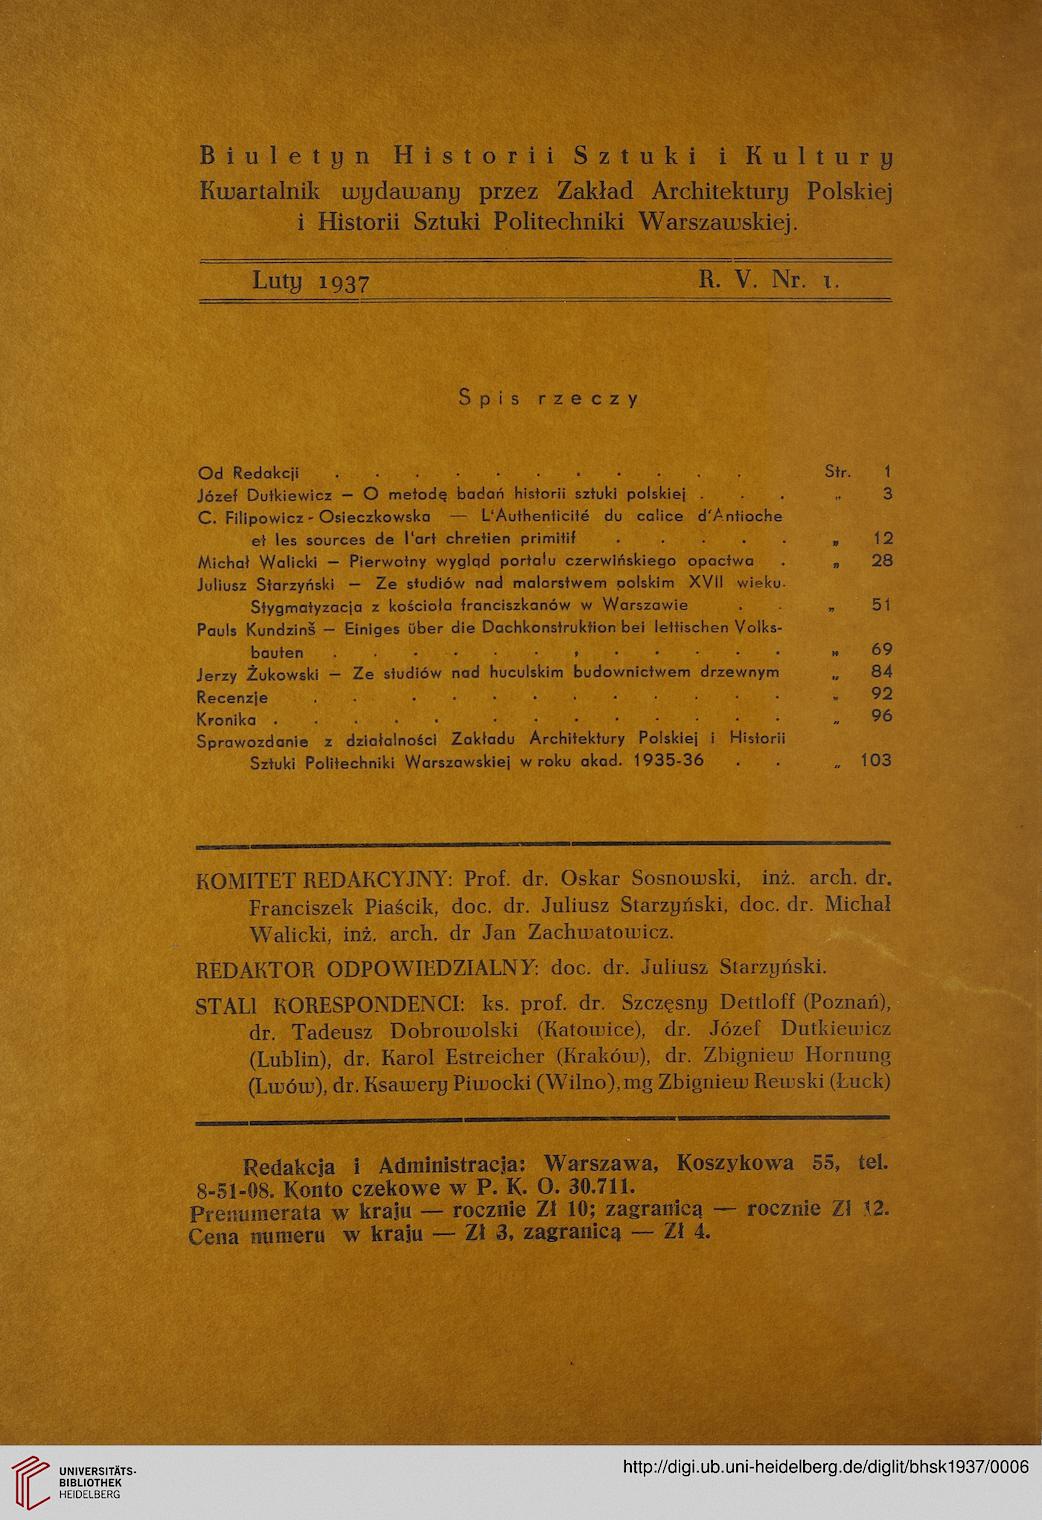 Biuletyn Historii Sztuki i Kultury
Kwartalnik wydawany przez Zakład Architektury Polskiej
i Historii Sztuki Politechniki Warszawskiej.
Luty 1937 R. V. Nr. 1.
Spis rzeczy
Od Redakcji . . . . . . . . . . . Str. 1
Józef Dutkiewicz — O metodę badań historii sztuki polskiej . . . „ 3
C. Filipowicz-Osieczkowska — L'Authenticité du calice d'Antioche
et les sources de l'art chretien primitif . . . . . „ 12
Michał Walicki — Pierwotny wygląd portalu czerwińskiego opactwa . „ 28
Juliusz Starzyński — Ze studiów nad malarstwem polskim XVII wieku.
Stygmatyzacja z kościoła franciszkanów w Warszawie . . „ 51
Pauls Kundzinš — Einiges über die Dachkonstruktion bei lettischen Volks-
bauten . . . . . . . . . . . . „ 69
Jerzy Żukowski — Ze studiów nad huculskim budownictwem drzewnym „ 84
Recenzje . . . . . . . . . . . . „ 92
Kronika . . . . . . . . . . . . . „ 96
Sprawozdanie z działalności Zakładu Architektury Polskiej i Historii
Sztuki Politechniki Warszawskiej w roku akad. 1935-36 . . „ 103
KOMITET REDAKCYJNY: Prof. dr. Oskar Sosnowski, inż. arch. dr.
Franciszek Piaścik, doc. dr. Juliusz Starzyński, doc. dr. Michał
Walicki, inż. arch. dr Jan Zachwatowicz.
REDAKTOR ODPOWIEDZIALNY: doc. dr. Juliusz Starzyński.
STALI KORESPONDENCI: ks. prof. dr. Szczęsny Dettloff (Poznań),
dr. Tadeusz Dobrowolski (Katowice), dr. Józef Dutkiewicz
(Lublin), dr. Karol Estreicher (Kraków), dr. Zbigniew Hornung
(Lwów), dr. Ksawery Piwocki (Wilno), mg Zbigniew Rewski (Łuck)
Redakcja i Administracja: Warszawa, Koszykowa 55, tel.
8-51-08. Konto czekowe w P. K. O. 30.711.
Prenumerata w kraju — rocznie Zł 10; zagranicą — rocznie Zł 12.
Cena numeru w kraju — Zł 3, zagranicą — Zł 4.
UNIVERSITÄTS-
BIBLIOTHEK
HEIDELBERG
http://digi.ub.uni-heidelberg.de/diglit/bhsk1937/0006